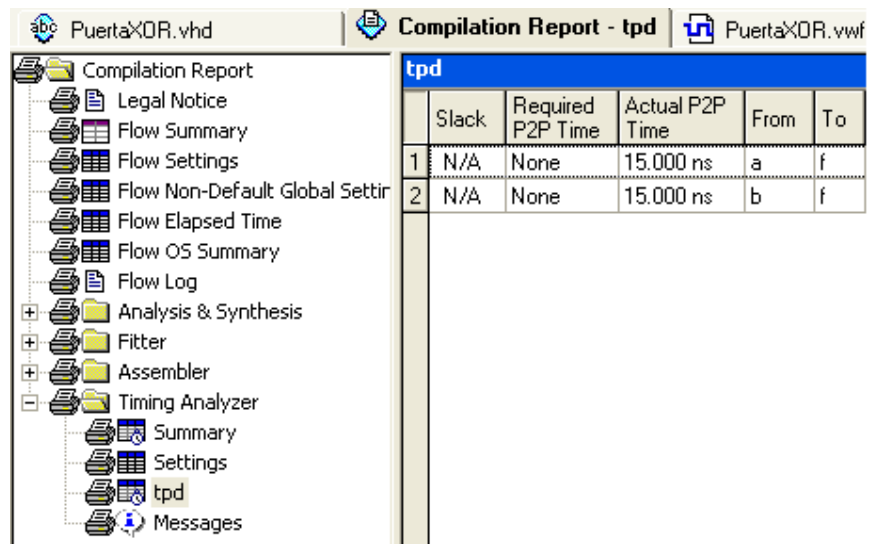 abc PuertaXOR.vhd Compilation Report - tpd PuertaXOR.vwf
Compilation Report
Legal Notice
Flow Summary
Flow Settings
Flow Non-Default Global Settin
Flow Elapsed Time
Flow OS Summary
Flow Log
Analysis & Synthesis
Fitter
Assembler
Timing Analyzer
Summary
Settings
tpd
Messages
tpd
Slack Required P2P Time Actual P2P Time From To
1 N/A None 15.000 ns a f
2 N/A None 15.000 ns b f